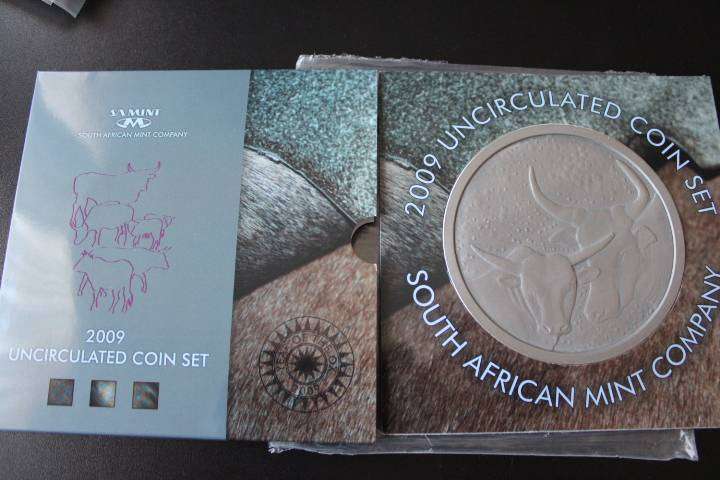 SA MINT
SOUTH AFRICAN MINT COMPANY
2009
UNCIRCULATED COIN SET
2009 UNCIRCULATED COIN SET
SOUTH AFRICAN MINT COMPANY